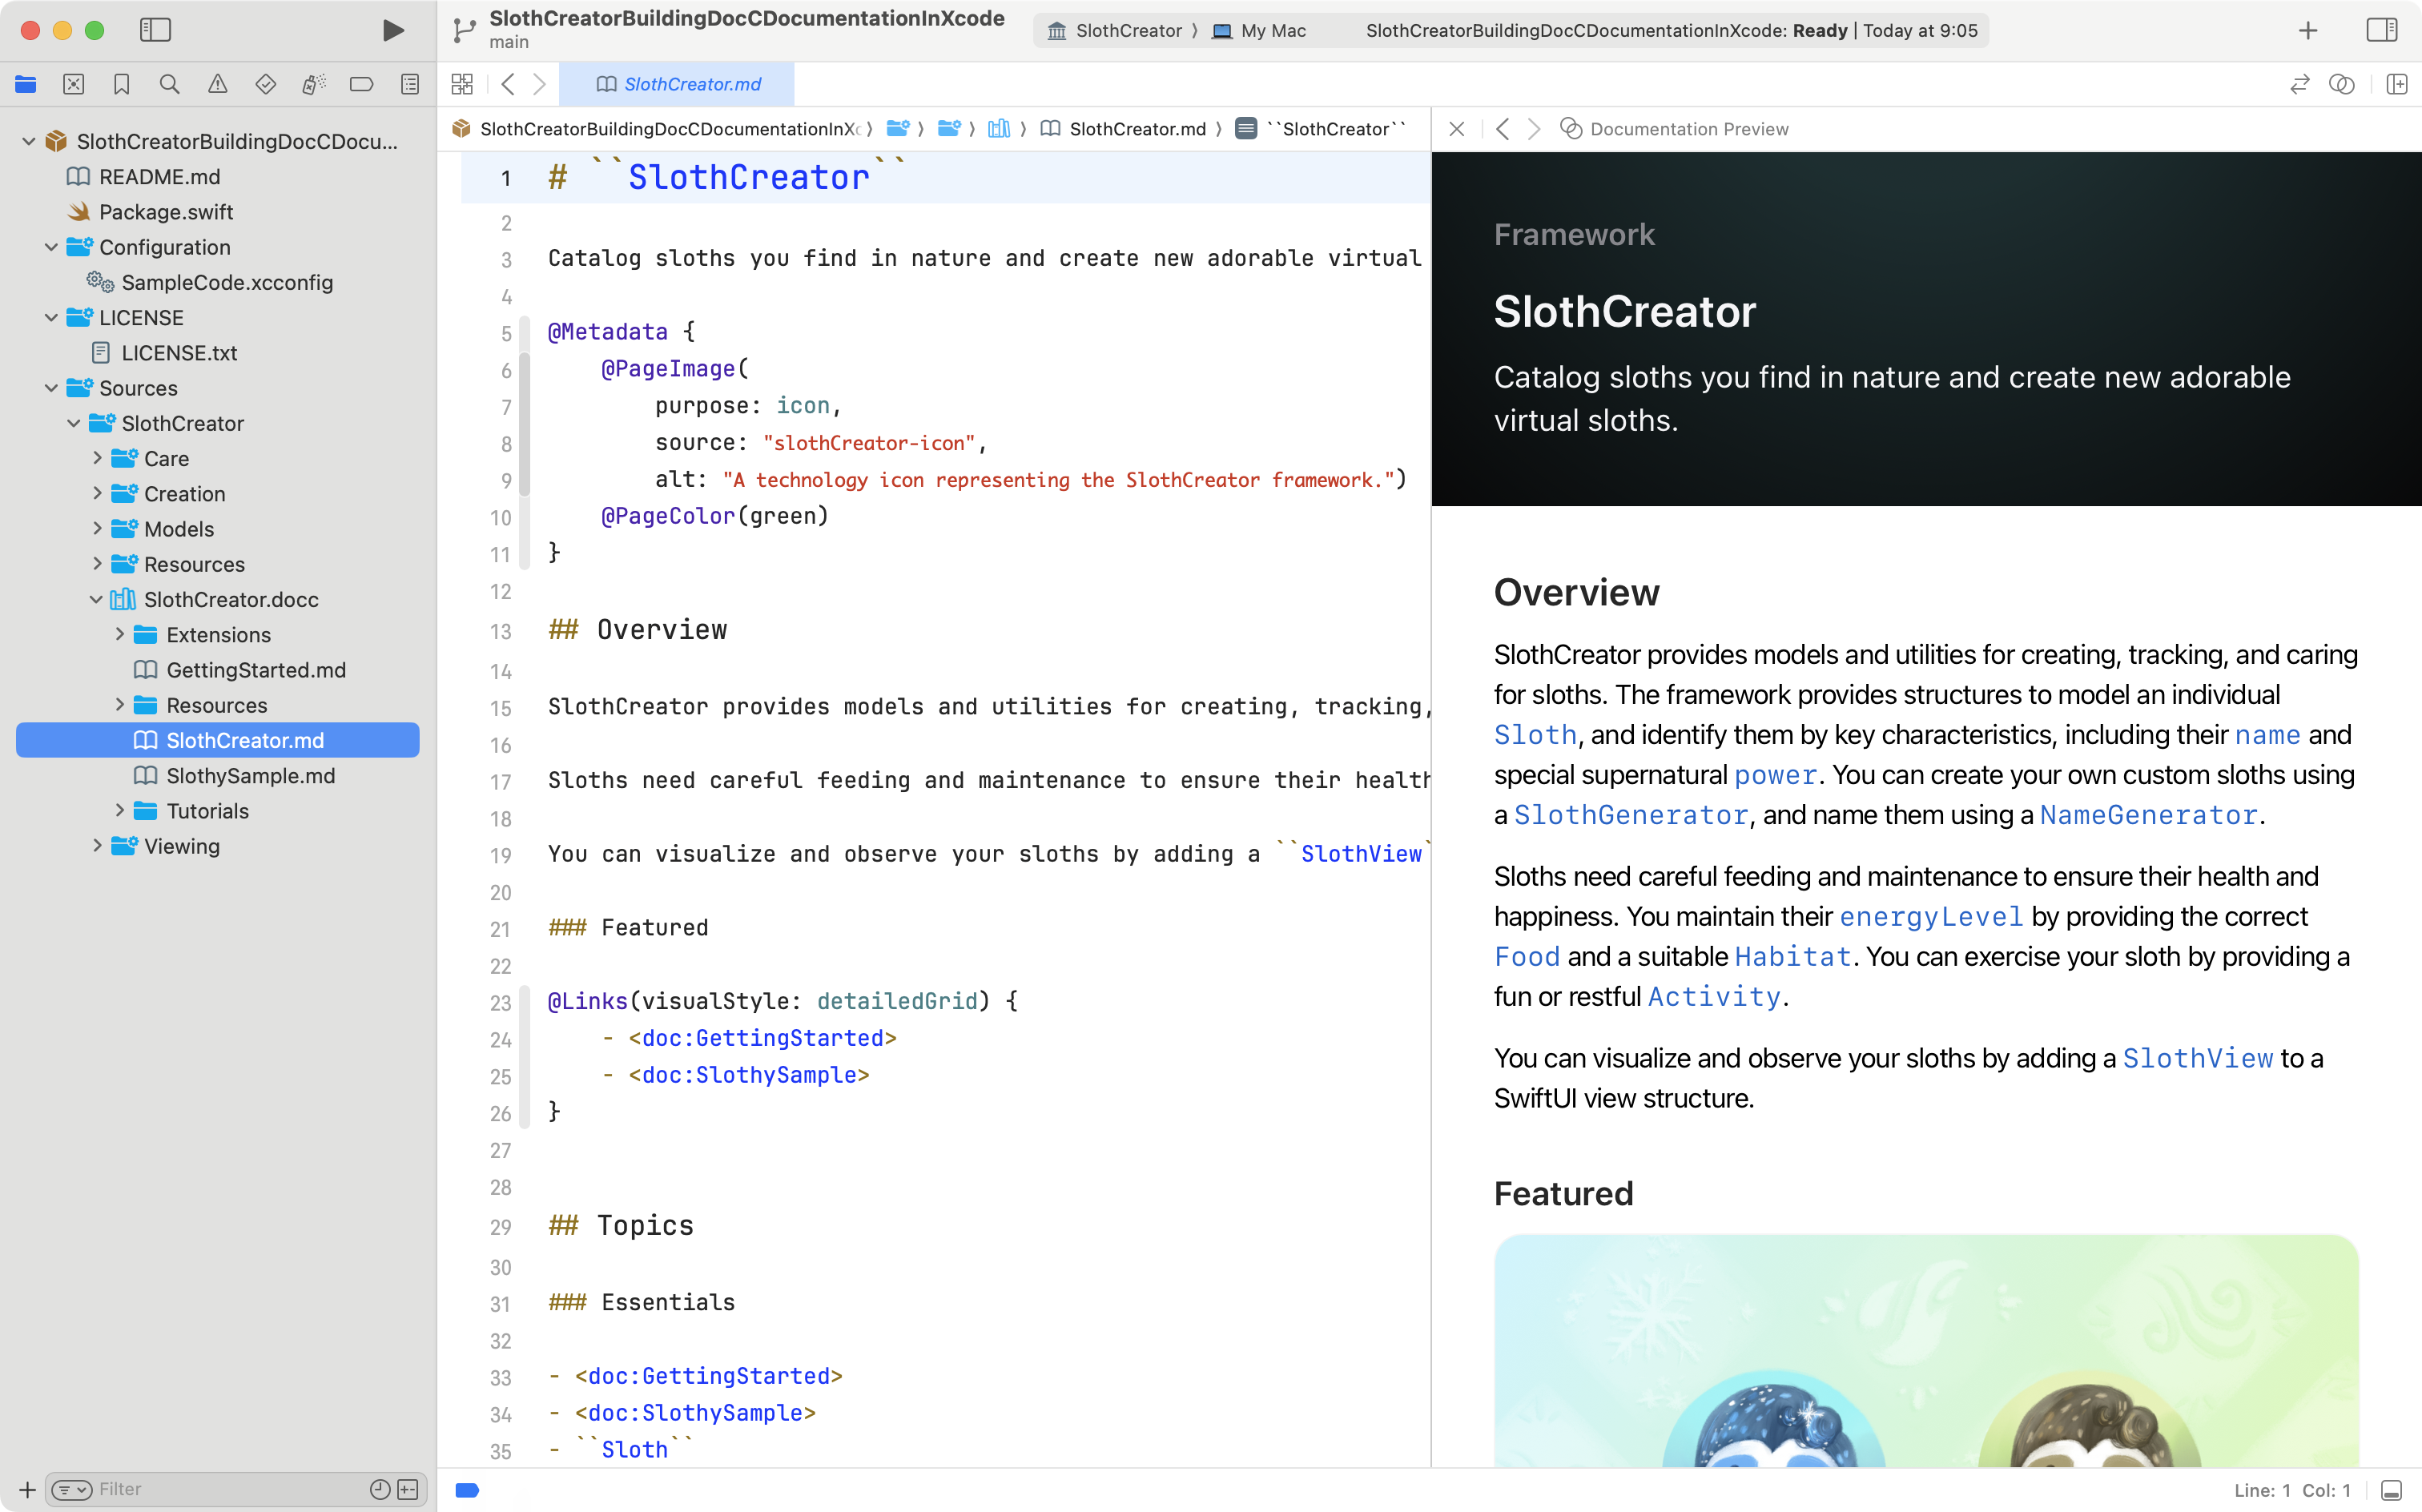 SlothCreatorBuildingDocCDocumentationInXcode
main
SlothCreator
My Mac
SlothCreatorBuildingDocCDocumentationInXcode: Ready | Today at 9:05
SlothCreator.md
SlothCreatorBuildingDocCDocu...
README.md
Package.swift
Configuration
SampleCode.xcconfig
LICENSE
LICENSE.txt
Sources
SlothCreator
Care
Creation
Models
Resources
SlothCreator.docc
Extensions
GettingStarted.md
Resources
SlothCreator.md
SlothySample.md
Tutorials
Viewing
Filter
SlothCreatorBuildingDocCDocumentationInXc
SlothCreator.md
``SlothCreator``
1 # ``SlothCreator``
2
3 Catalog sloths you find in nature and create new adorable virtual
4
5 @Metadata {
6 @PageImage(
7 purpose: icon,
8 source: "slothCreator-icon",
9 alt: "A technology icon representing the SlothCreator framework.")
10 @PageColor(green)
11 }
12
13 ## Overview
14
15 SlothCreator provides models and utilities for creating, tracking,
16
17 Sloths need careful feeding and maintenance to ensure their health
18
19 You can visualize and observe your sloths by adding a ``SlothView`
20
21 ### Featured
22
23 @Links(visualStyle: detailedGrid) {
24 - <doc:GettingStarted>
25 - <doc:SlothySample>
26 }
27
28
29 ## Topics
30
31 ### Essentials
32
33 - <doc:GettingStarted>
34 - <doc:SlothySample>
35 - ``Sloth``
Documentation Preview
Framework
SlothCreator
Catalog sloths you find in nature and create new adorable
virtual sloths.
Overview
SlothCreator provides models and utilities for creating, tracking, and caring
for sloths. The framework provides structures to model an individual
Sloth, and identify them by key characteristics, including their name and
special supernatural power. You can create your own custom sloths using
a SlothGenerator, and name them using a NameGenerator.
Sloths need careful feeding and maintenance to ensure their health and
happiness. You maintain their energyLevel by providing the correct
Food and a suitable Habitat. You can exercise your sloth by providing a
fun or restful Activity.
You can visualize and observe your sloths by adding a SlothView to a
SwiftUI view structure.
Featured
Line: 1 Col: 1